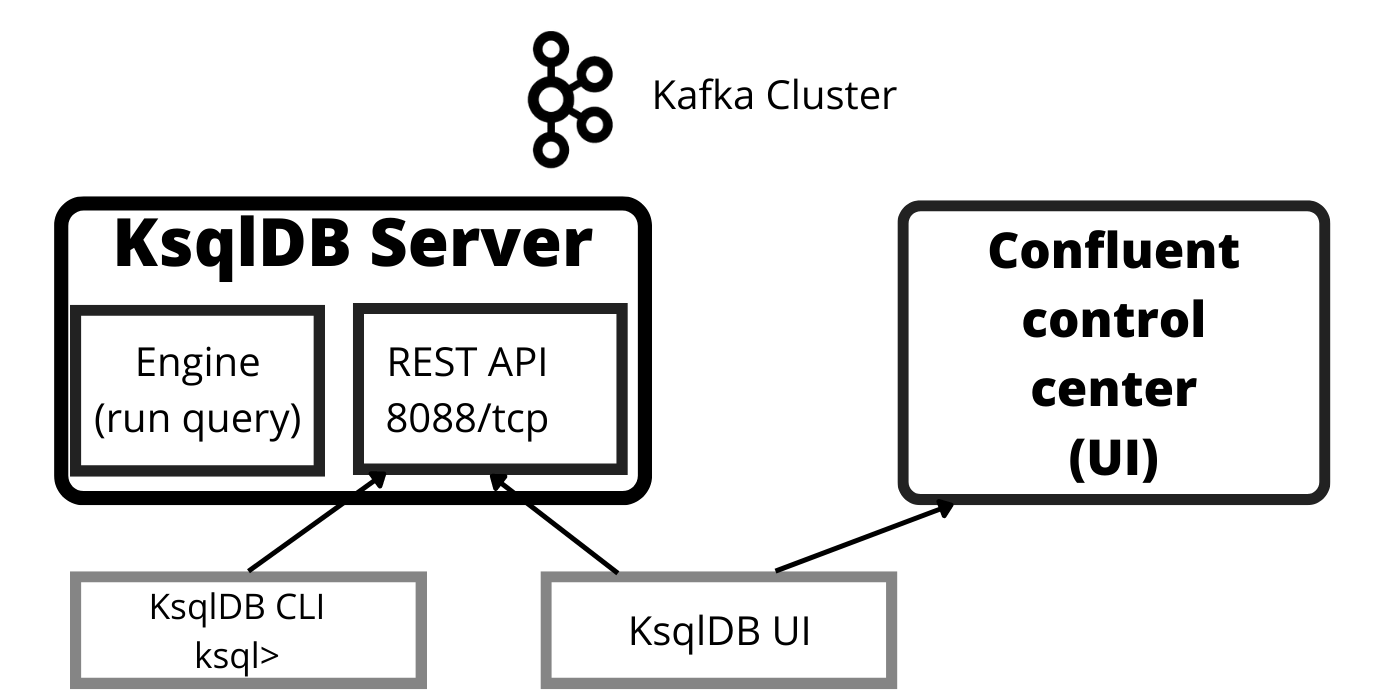 Kafka Cluster
KsqlDB Server
Engine
(run query)
REST API
8088/tcp
Confluent
control
center
(UI)
KsqlDB CLI
ksql>
KsqlDB UI